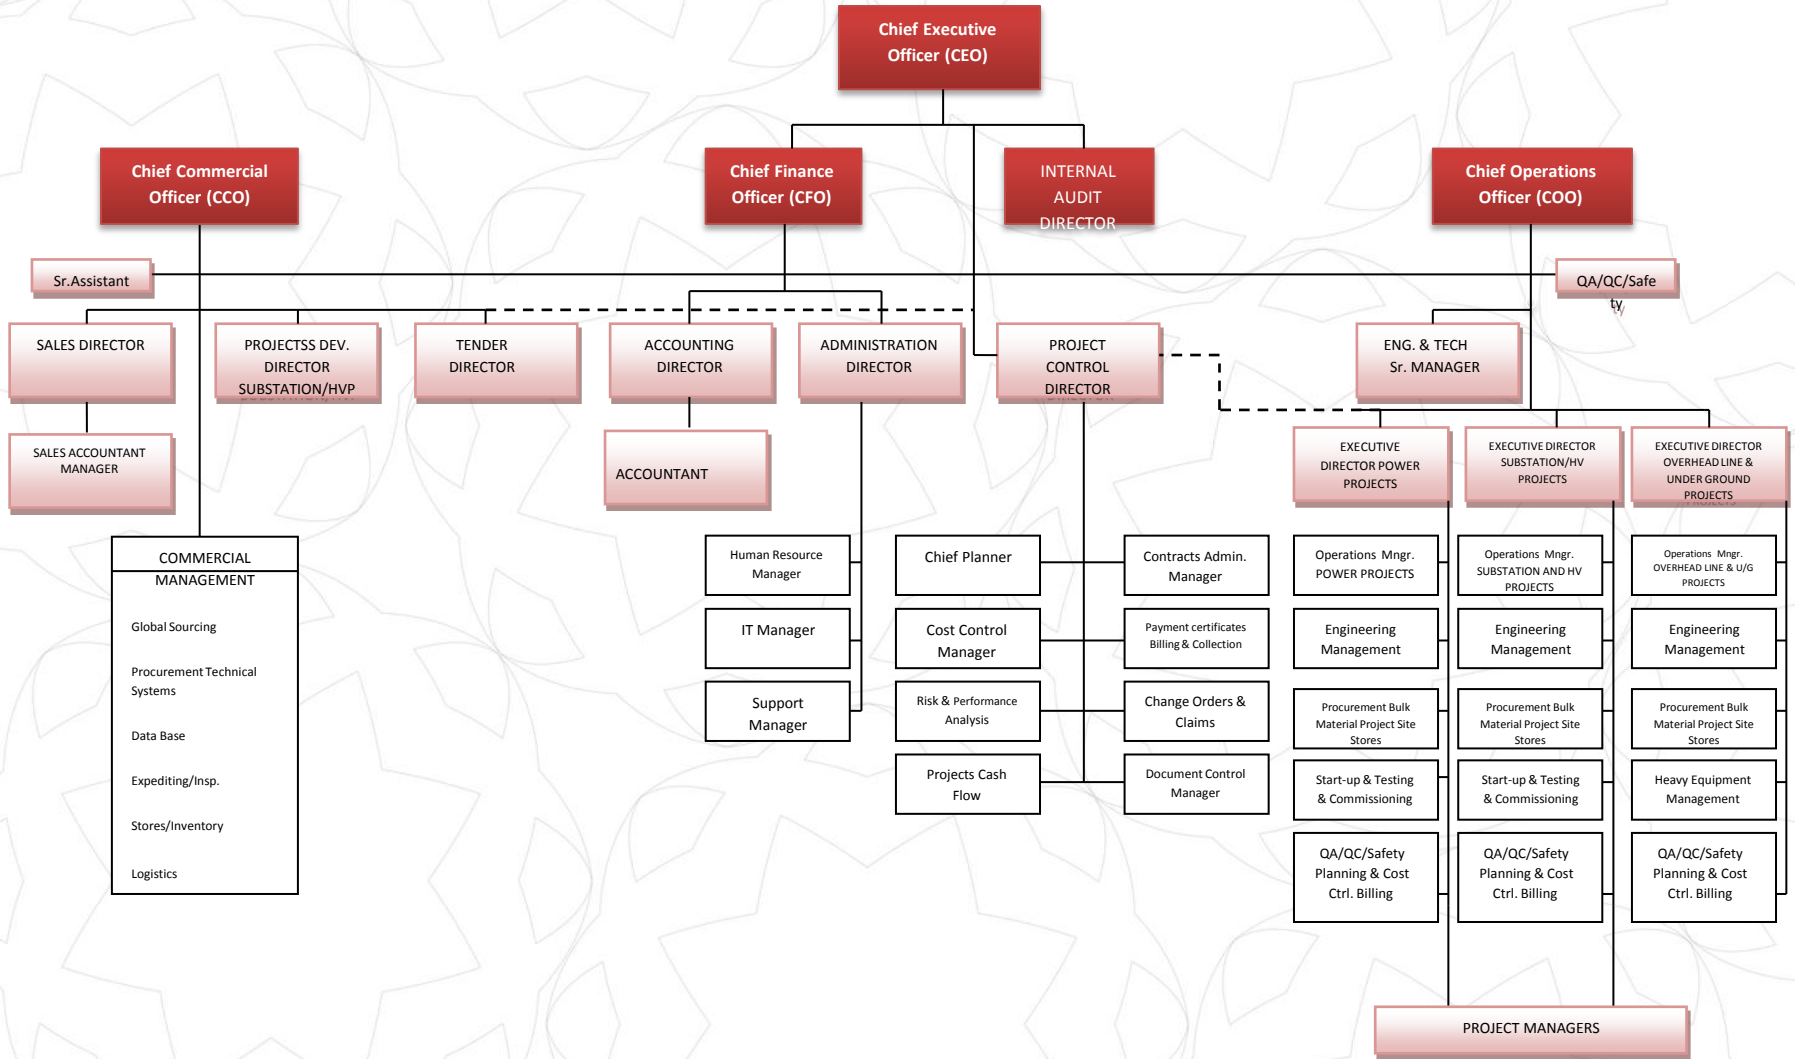 Chief Executive
Officer (CEO)
Chief Commercial
Officer (CCO)
Chief Finance
Officer (CFO)
INTERNAL
AUDIT
DIRECTOR
Chief Operations
Officer (COO)
Sr.Assistant
QA/QC/Safe
ty
SALES DIRECTOR
PROJECTSS DEV.
DIRECTOR
SUBSTATION/HVP
TENDER
DIRECTOR
ACCOUNTING
DIRECTOR
ADMINISTRATION
DIRECTOR
PROJECT
CONTROL
DIRECTOR
ENG. & TECH
Sr. MANAGER
SALES ACCOUNTANT
MANAGER
ACCOUNTANT
EXECUTIVE
DIRECTOR POWER
PROJECTS
EXECUTIVE DIRECTOR
SUBSTATION/HV
PROJECTS
EXECUTIVE DIRECTOR
OVERHEAD LINE &
UNDER GROUND
PROJECTS
COMMERCIAL
MANAGEMENT
Global Sourcing
Procurement Technical
Systems
Data Base
Expediting/Insp.
Stores/Inventory
Logistics
Human Resource
Manager
IT Manager
Support
Manager
Chief Planner
Cost Control
Manager
Risk & Performance
Analysis
Projects Cash
Flow
Contracts Admin.
Manager
Payment certificates
Billing & Collection
Change Orders &
Claims
Document Control
Manager
Operations Mngr.
POWER PROJECTS
Engineering
Management
Procurement Bulk
Material Project Site
Stores
Start-up & Testing
& Commissioning
QA/QC/Safety
Planning & Cost
Ctrl. Billing
Operations Mngr.
SUBSTATION AND HV
PROJECTS
Engineering
Management
Procurement Bulk
Material Project Site
Stores
Start-up & Testing
& Commissioning
QA/QC/Safety
Planning & Cost
Ctrl. Billing
Operations Mngr.
OVERHEAD LINE & U/G
PROJECTS
Engineering
Management
Procurement Bulk
Material Project Site
Stores
Heavy Equipment
Management
QA/QC/Safety
Planning & Cost
Ctrl. Billing
PROJECT MANAGERS